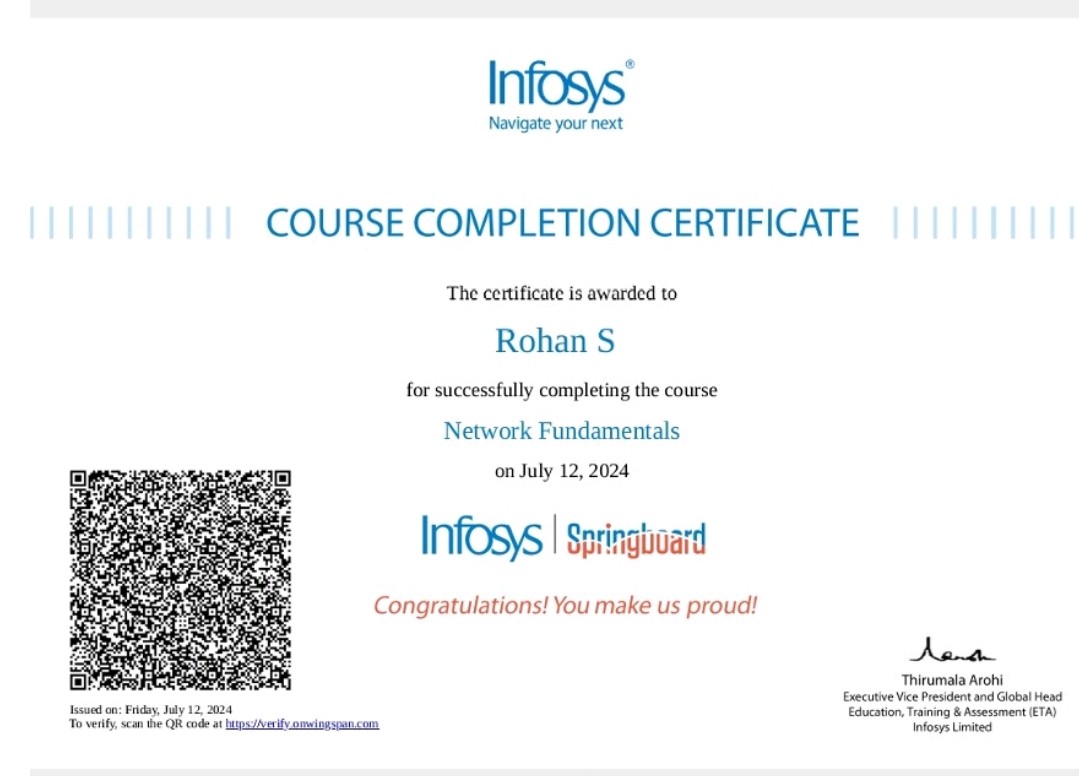 Infosys®
Navigate your next
COURSE COMPLETION CERTIFICATE
The certificate is awarded to
Rohan S
for successfully completing the course
Network Fundamentals
on July 12, 2024
Infosys | Springboard
Congratulations! You make us proud!
Issued on: Friday, July 12, 2024
To verify, scan the QR code at https://verify.onwingspan.com
Thirumala Arohi
Executive Vice President and Global Head
Education, Training & Assessment (ETA)
Infosys Limited